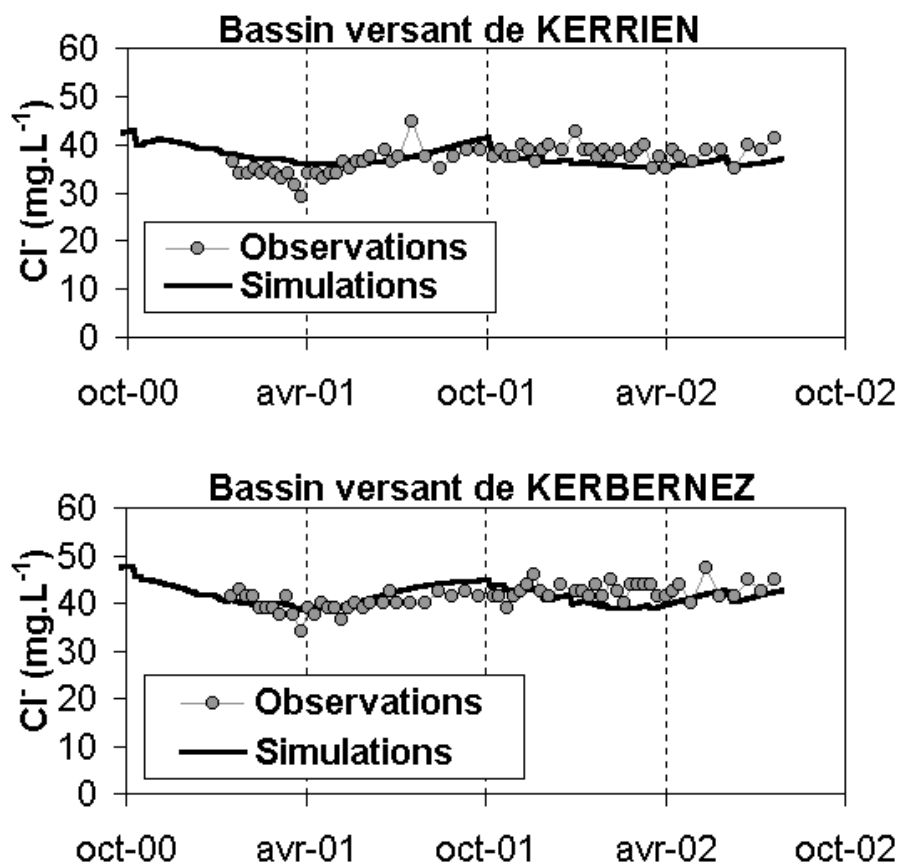 Bassin versant de KERRIEN
Cl⁻ (mg.L⁻¹)
60
50
40
30
20
10
0
Observations
Simulations
oct-00 avr-01 oct-01 avr-02 oct-02
Bassin versant de KERBERNEZ
Cl⁻ (mg.L⁻¹)
60
50
40
30
20
10
0
Observations
Simulations
oct-00 avr-01 oct-01 avr-02 oct-02